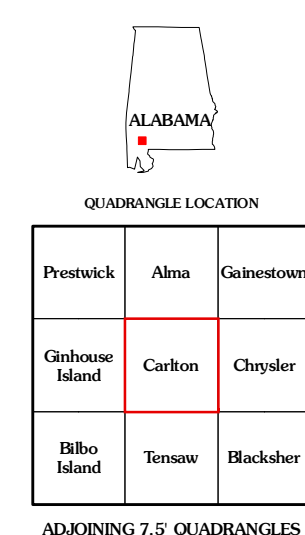 ALABAMA
QUADRANGLE LOCATION
Prestwick Alma Gainestown
Ginhouse
Island
Carlton Chrysler
Bilbo
Island
Tensaw Blacksher
ADJOINING 7.5' QUADRANGLES